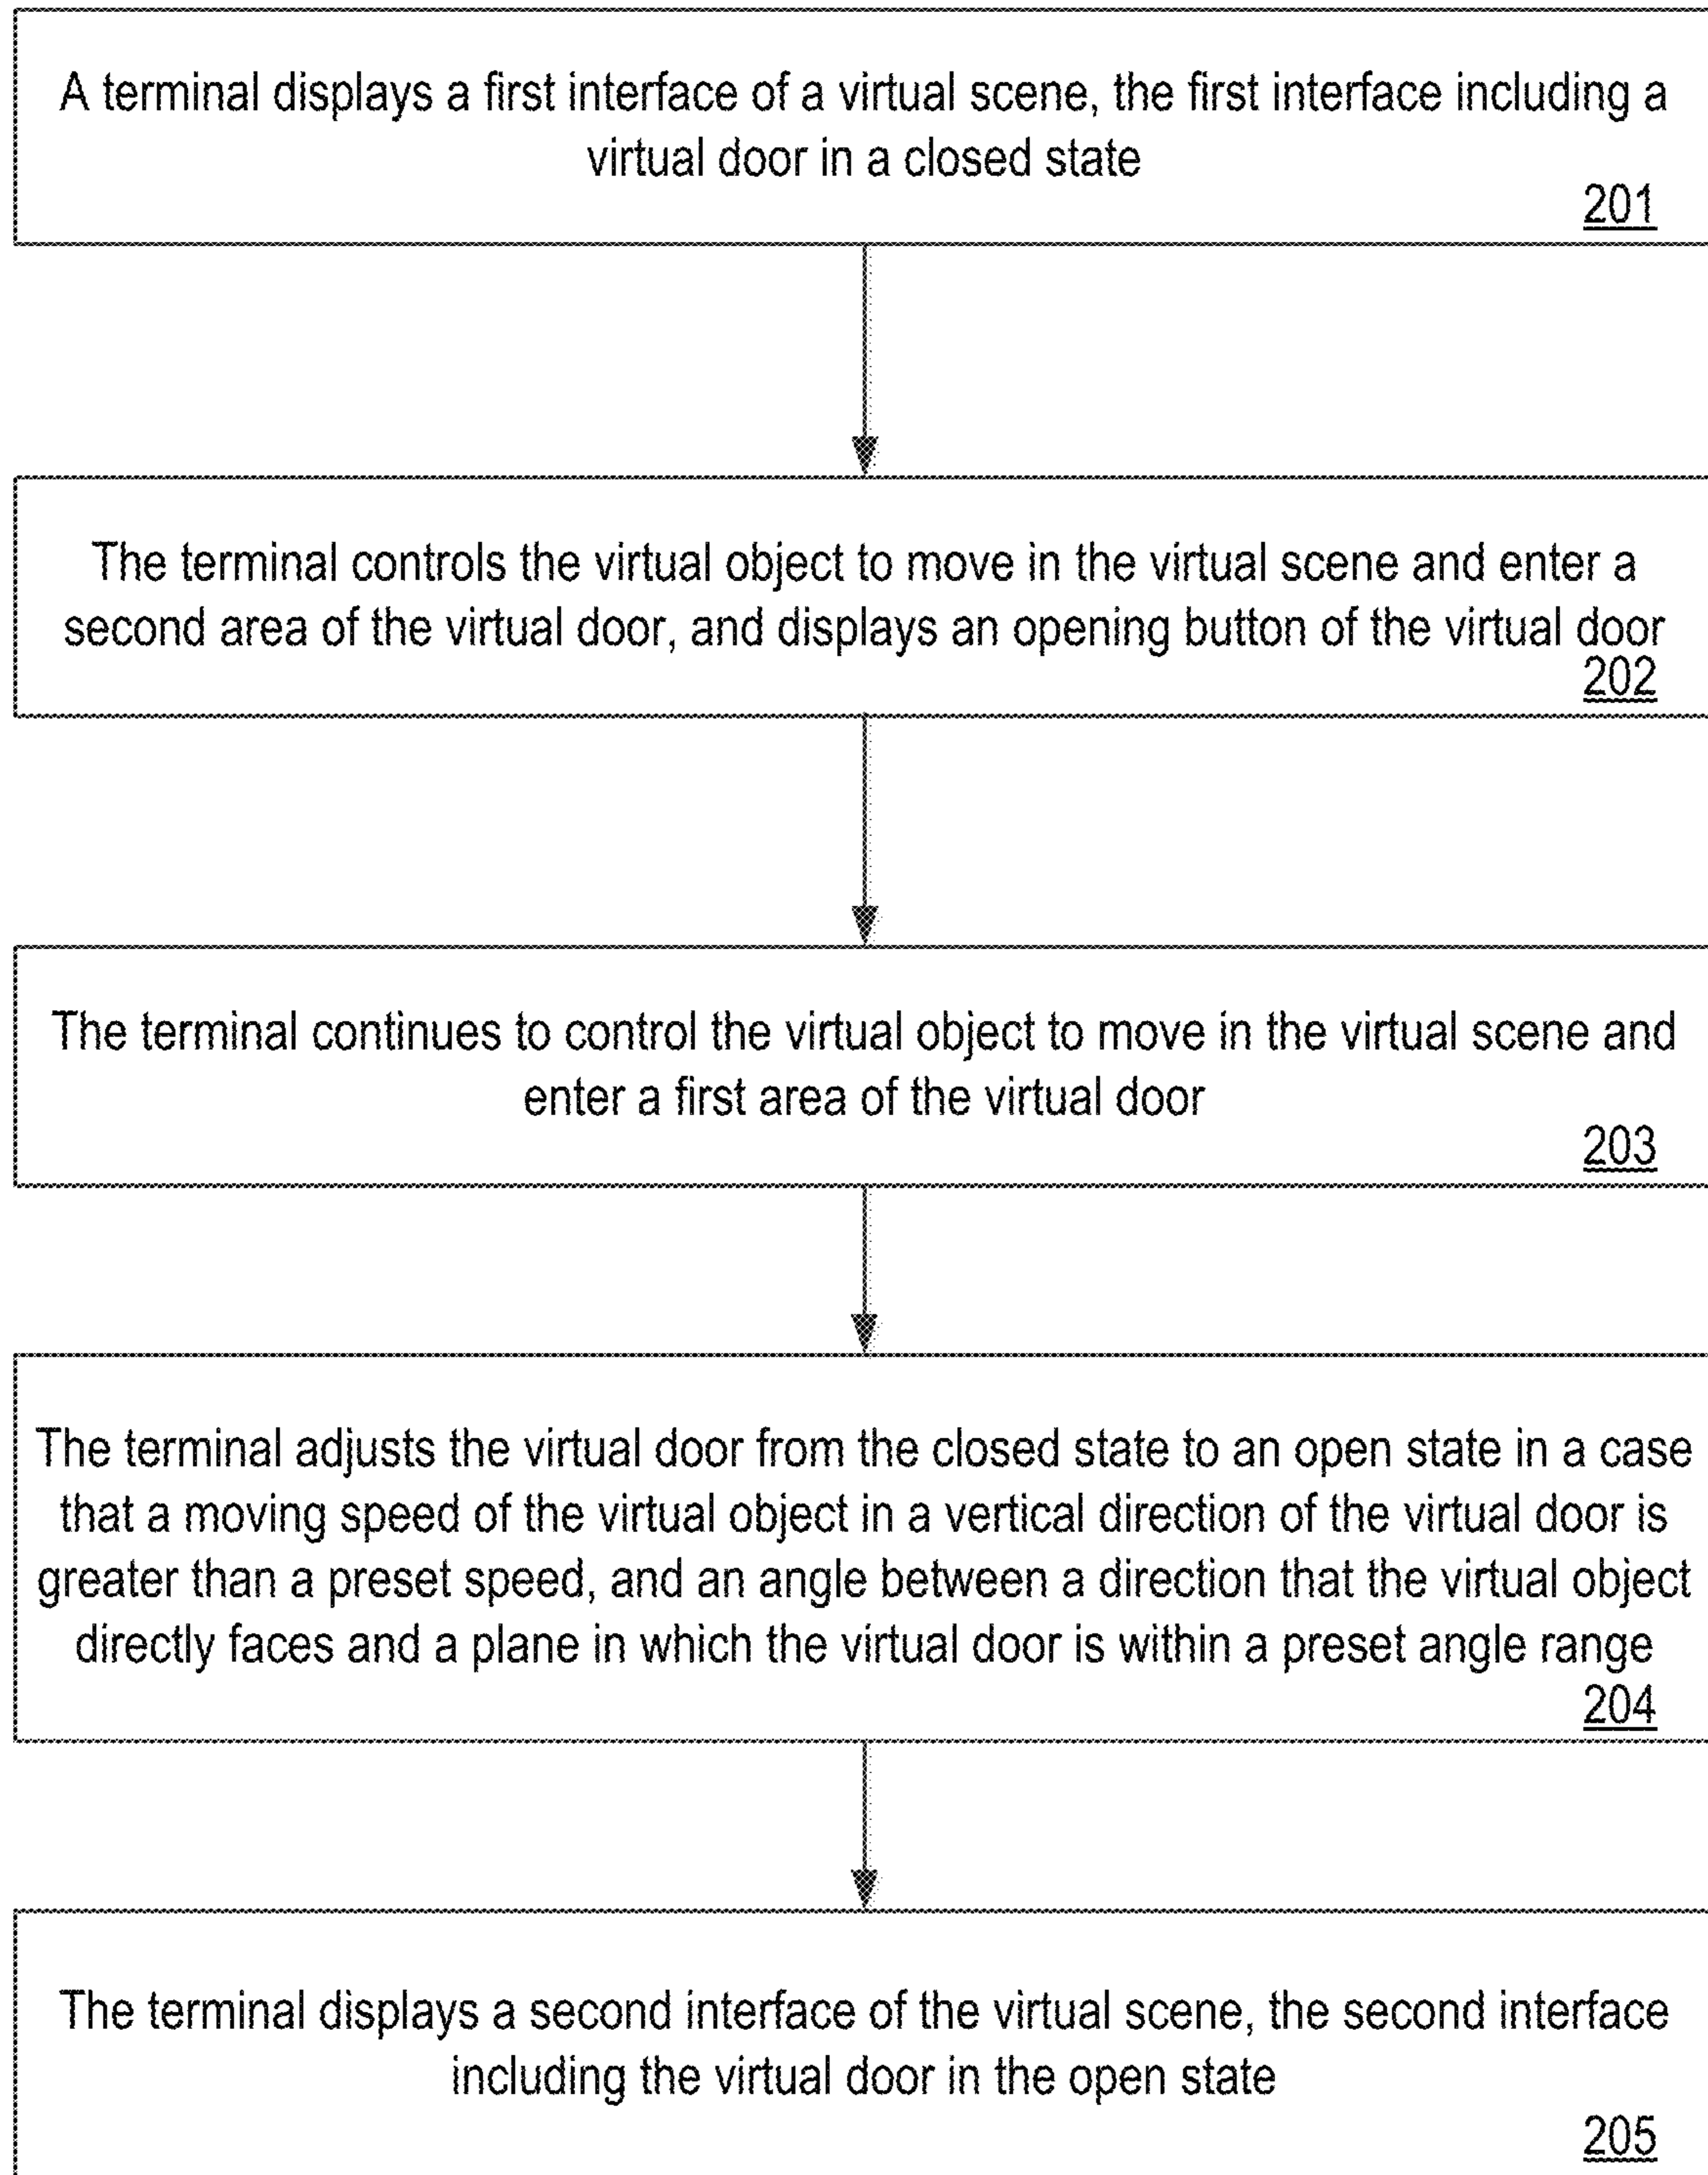 A terminal displays a first interface of a virtual scene, the first interface including a
virtual door in a closed state
201
The terminal controls the virtual object to move in the virtual scene and enter a
second area of the virtual door, and displays an opening button of the virtual door
202
The terminal continues to control the virtual object to move in the virtual scene and
enter a first area of the virtual door
203
The terminal adjusts the virtual door from the closed state to an open state in a case
that a moving speed of the virtual object in a vertical direction of the virtual door is
greater than a preset speed, and an angle between a direction that the virtual object
directly faces and a plane in which the virtual door is within a preset angle range
204
The terminal displays a second interface of the virtual scene, the second interface
including the virtual door in the open state
205